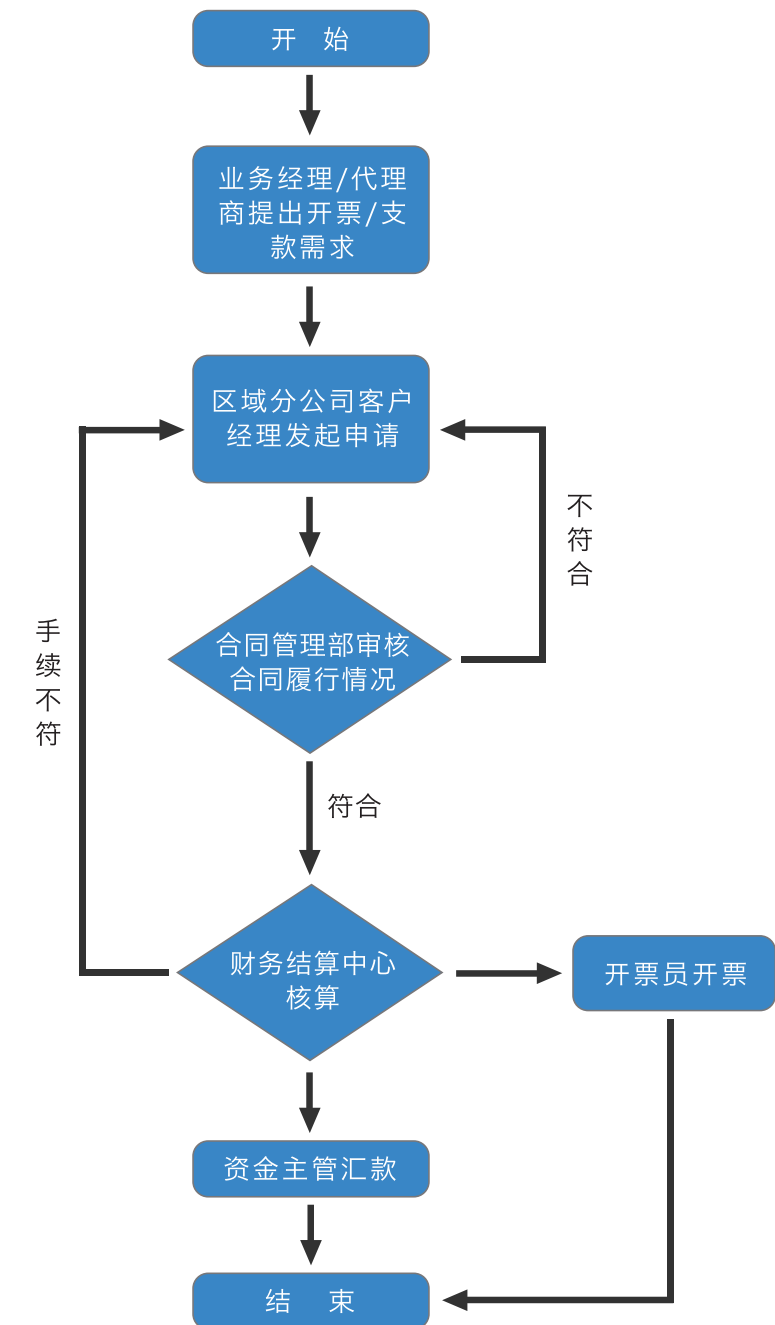 开 始
业务经理/代理
商提出开票/支
款需求
区域分公司客户
经理发起申请
不
符
合
合同管理部审核
合同履行情况
手
续
不
符
符合
财务结算中心
核算
开票员开票
资金主管汇款
结 束